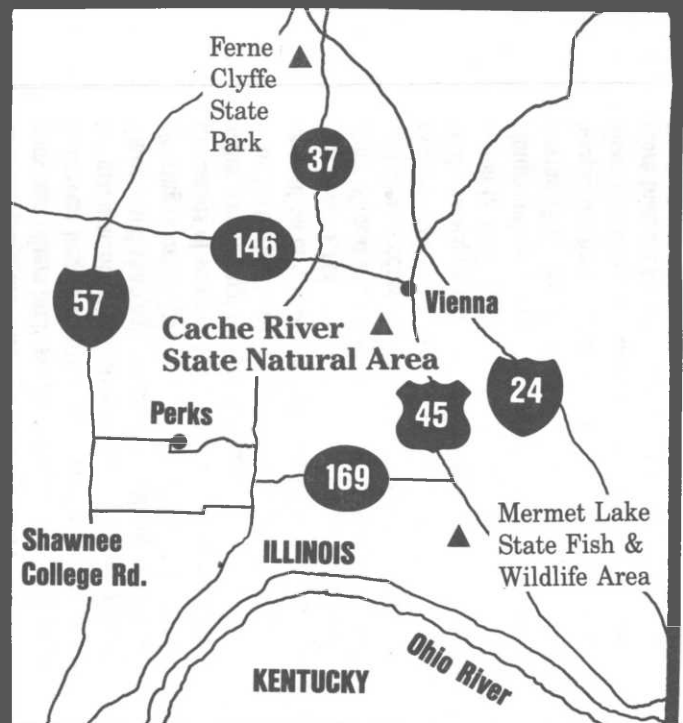 Ferne
Clyffe
State
Park
37
146
57
Vienna
Cache River
State Natural Area
24
45
Perks
169
Mermet Lake
State Fish &
Wildlife Area
Shawnee
College Rd.
ILLINOIS
Ohio River
KENTUCKY